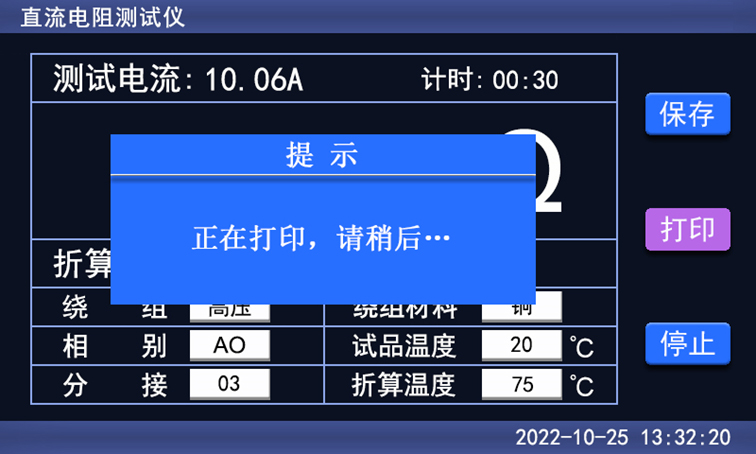 直流电阻测试仪
测试电流: 10.06A 计时: 00:30
保存
提 示
Ω
正在打印，请稍后…
打印
折算
绕 组 高压 绕组材料 铜
相 别 AO 试品温度 20 ℃
停止
分 接 03 折算温度 75 ℃
2022-10-25 13:32:20